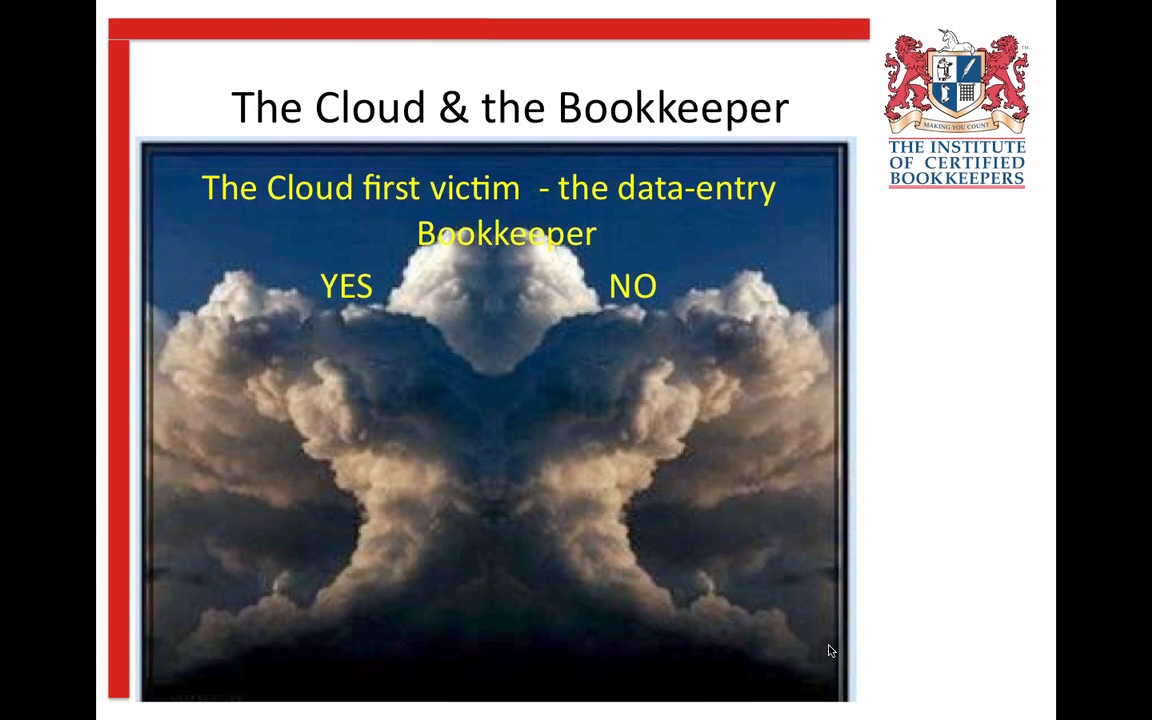 The Cloud & the Bookkeeper
The Cloud first victim - the data-entry
Bookkeeper
YES NO
MAKING YOU COUNT
TM
THE INSTITUTE
OF CERTIFIED
BOOKKEEPERS